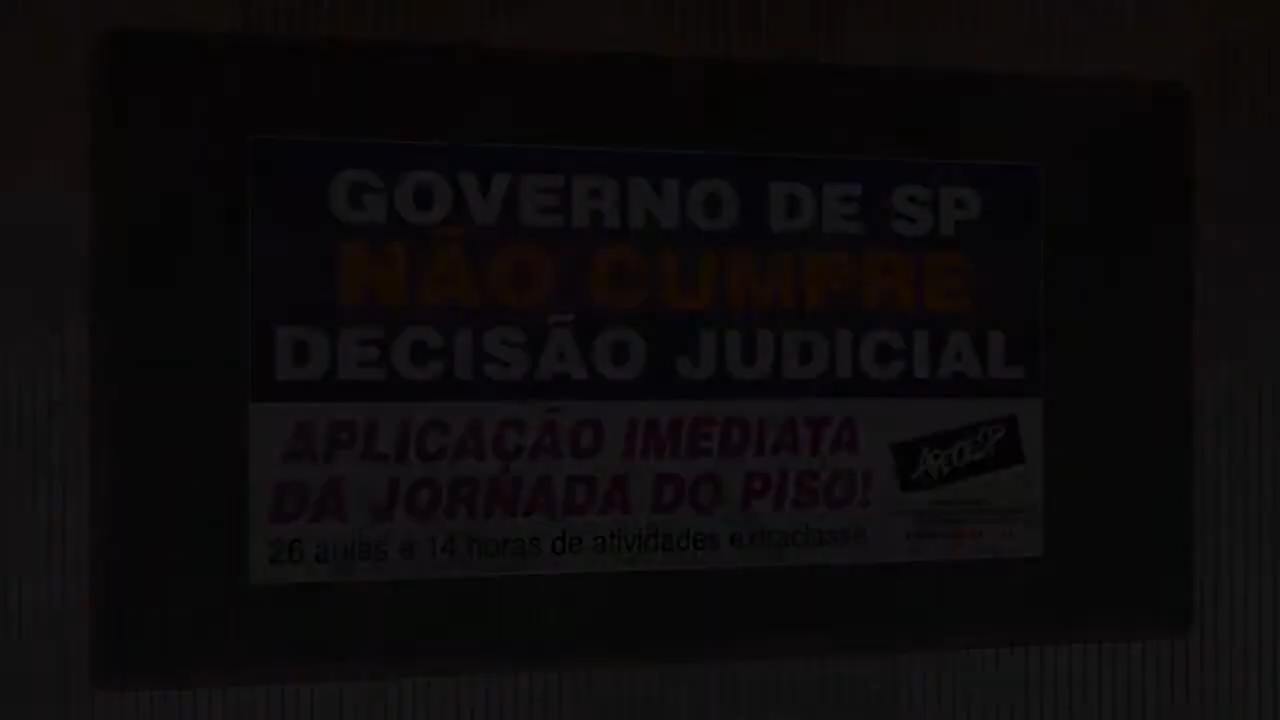 GOVERNO DE SP
NÃO CUMPRE
DECISÃO JUDICIAL
APLICAÇÃO IMEDIATA
DA JORNADA DO PISO!
26 aulas e 14 horas de atividades extraclasse
APEOESP